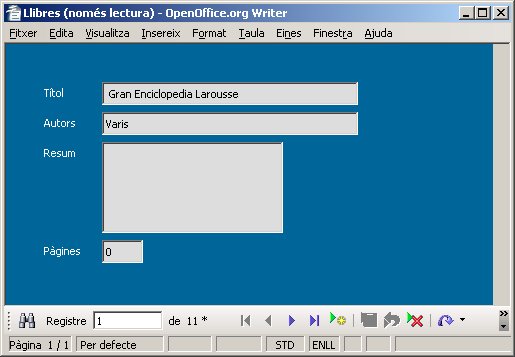 Llibres (només lectura) - OpenOffice.org Writer
Fitxer Edita Visualitza Insereix Format Taula Eines Finestra Ajuda
Títol Gran Enciclopedia Larousse
Autors Varis
Resum
Pàgines 0
Registre 1 de 11 *
Pàgina 1 / 1 Per defecte STD ENLL